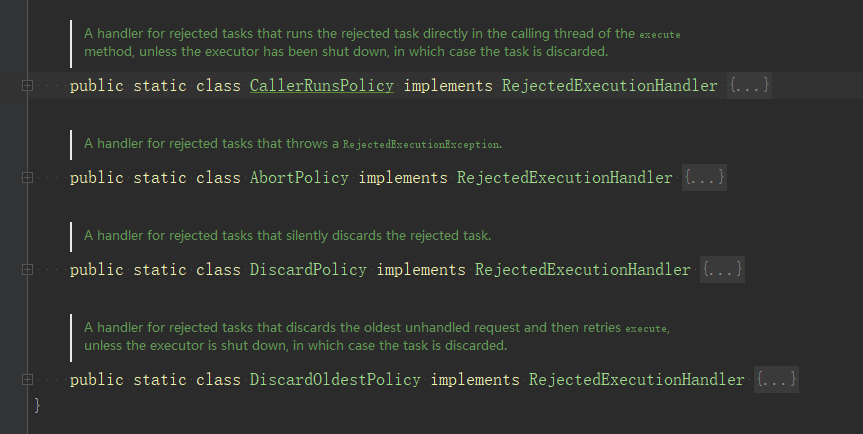 A handler for rejected tasks that runs the rejected task directly in the calling thread of the execute
method, unless the executor has been shut down, in which case the task is discarded.
public static class CallerRunsPolicy implements RejectedExecutionHandler {...}
A handler for rejected tasks that throws a RejectedExecutionException.
public static class AbortPolicy implements RejectedExecutionHandler {...}
A handler for rejected tasks that silently discards the rejected task.
public static class DiscardPolicy implements RejectedExecutionHandler {...}
A handler for rejected tasks that discards the oldest unhandled request and then retries execute,
unless the executor is shut down, in which case the task is discarded.
public static class DiscardOldestPolicy implements RejectedExecutionHandler {...}
}